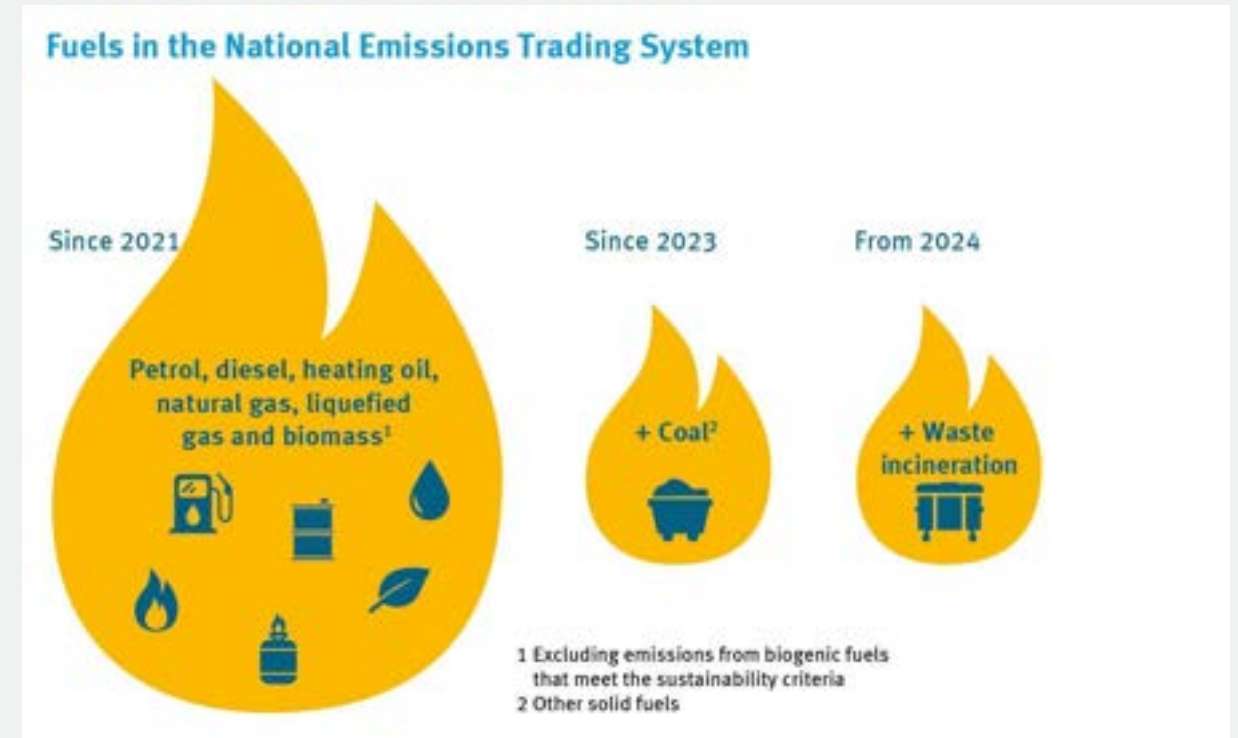 Fuels in the National Emissions Trading System
Since 2021
Petrol, diesel, heating oil,
natural gas, liquefied
gas and biomass¹
Since 2023
+ Coal²
From 2024
+ Waste
incineration
1 Excluding emissions from biogenic fuels
that meet the sustainability criteria
2 Other solid fuels